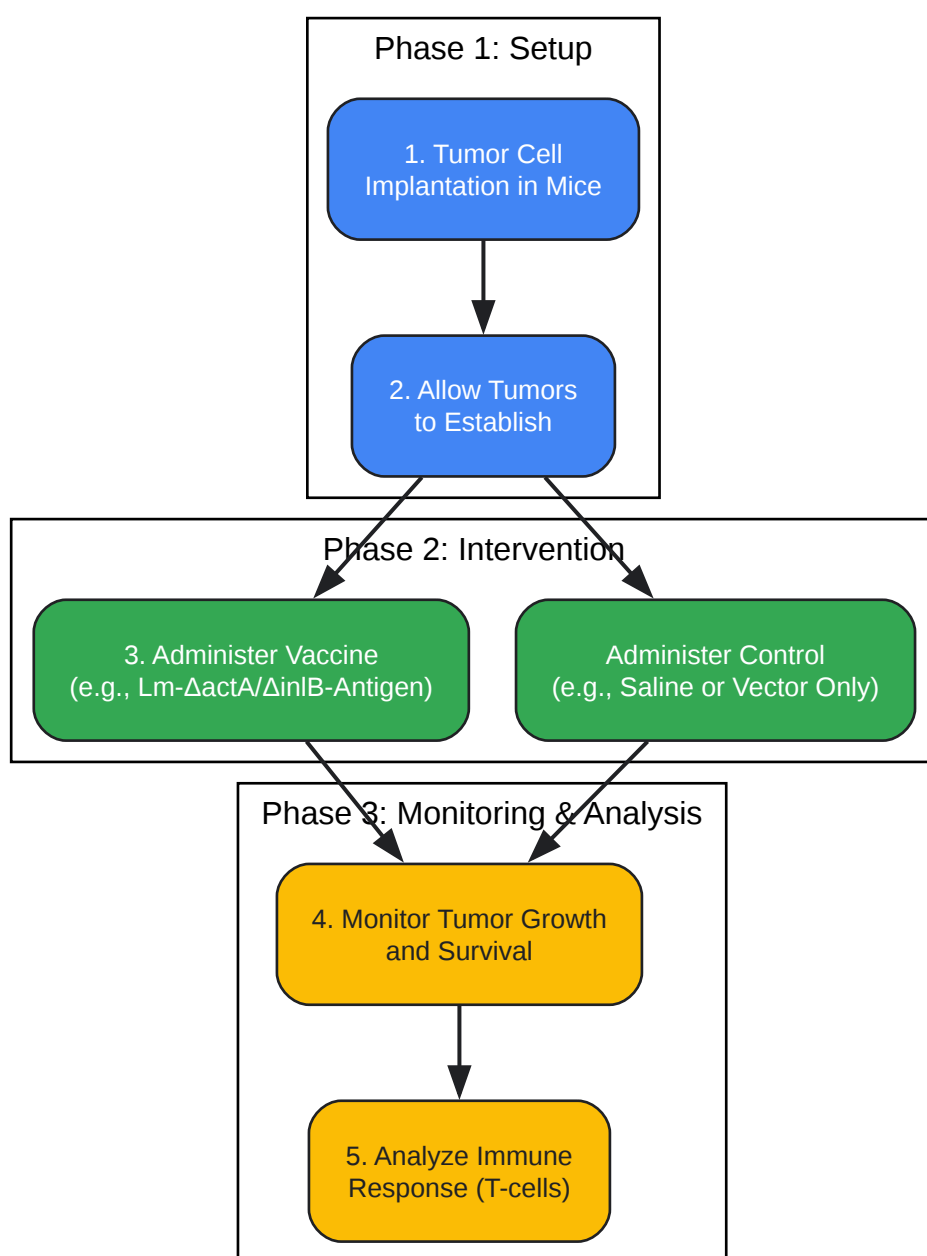 Phase 1: Setup
1. Tumor Cell
Implantation in Mice
2. Allow Tumors
to Establish
Phase 2: Intervention
3. Administer Vaccine
(e.g., Lm-ΔactA/ΔinlB-Antigen)
Administer Control
(e.g., Saline or Vector Only)
Phase 3: Monitoring & Analysis
4. Monitor Tumor Growth
and Survival
5. Analyze Immune
Response (T-cells)